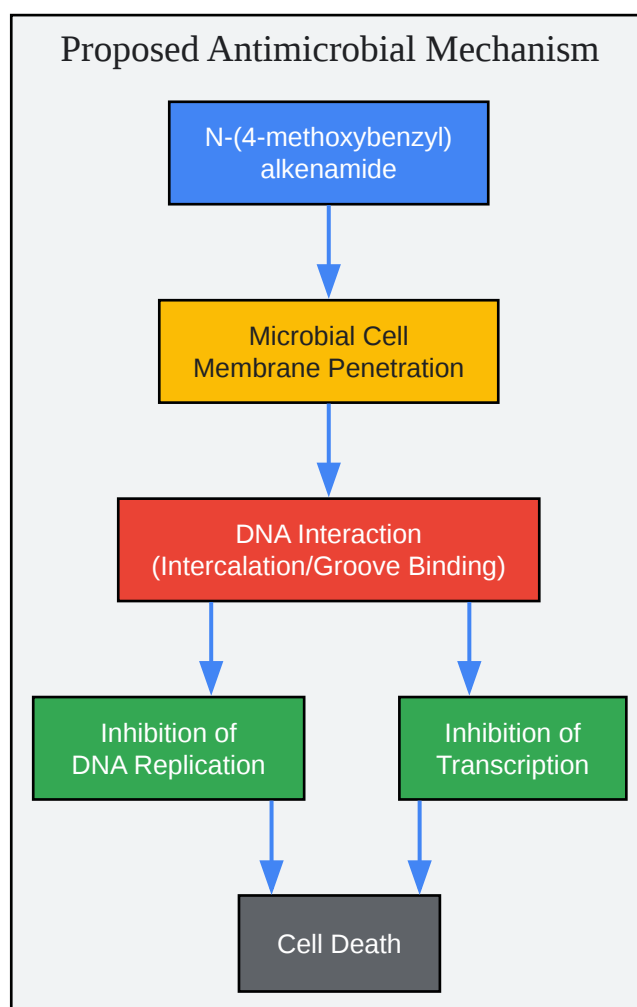 Proposed Antimicrobial Mechanism
N-(4-methoxybenzyl)
alkenamide
Microbial Cell
Membrane Penetration
DNA Interaction
(Intercalation/Groove Binding)
Inhibition of
DNA Replication
Inhibition of
Transcription
Cell Death